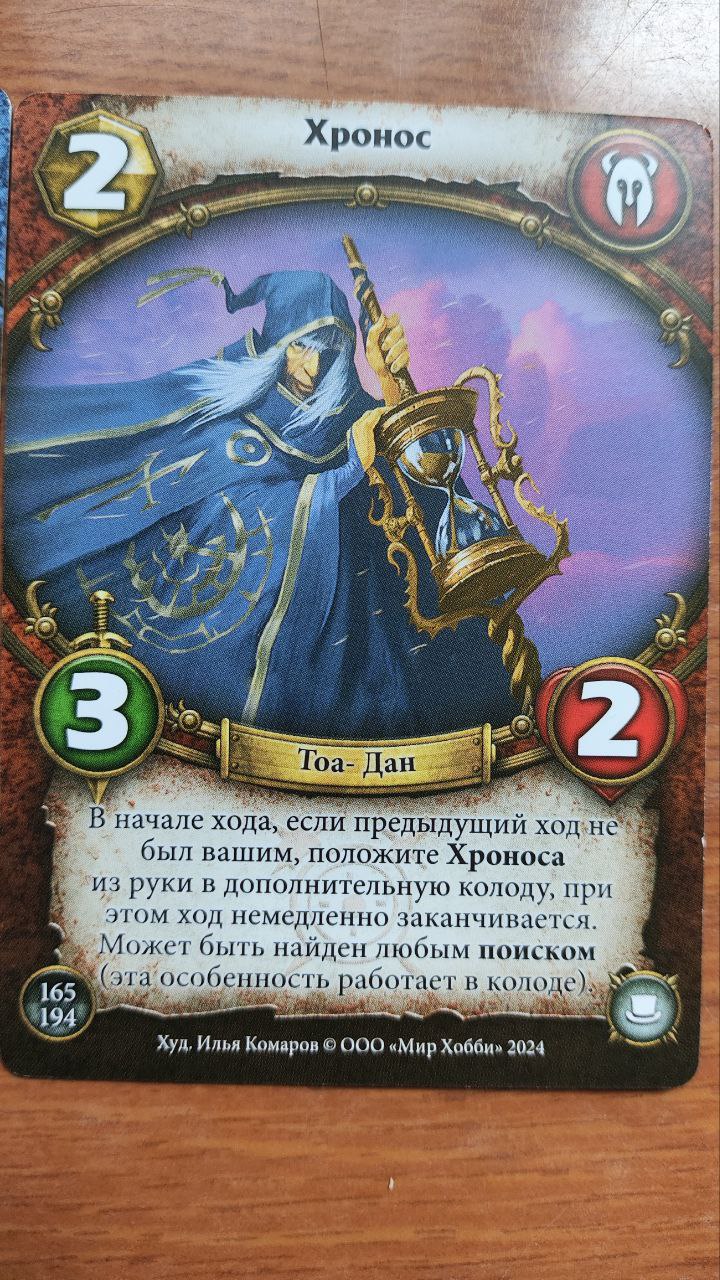 2
Хронос
3
2
Тоа- Дан
В начале хода, если предыдущий ход не
был вашим, положите Хроноса
из руки в дополнительную колоду, при
этом ход немедленно заканчивается.
Может быть найден любым поиском
(эта особенность работает в колоде).
165
194
Худ. Илья Комаров © ООО «Мир Хобби» 2024